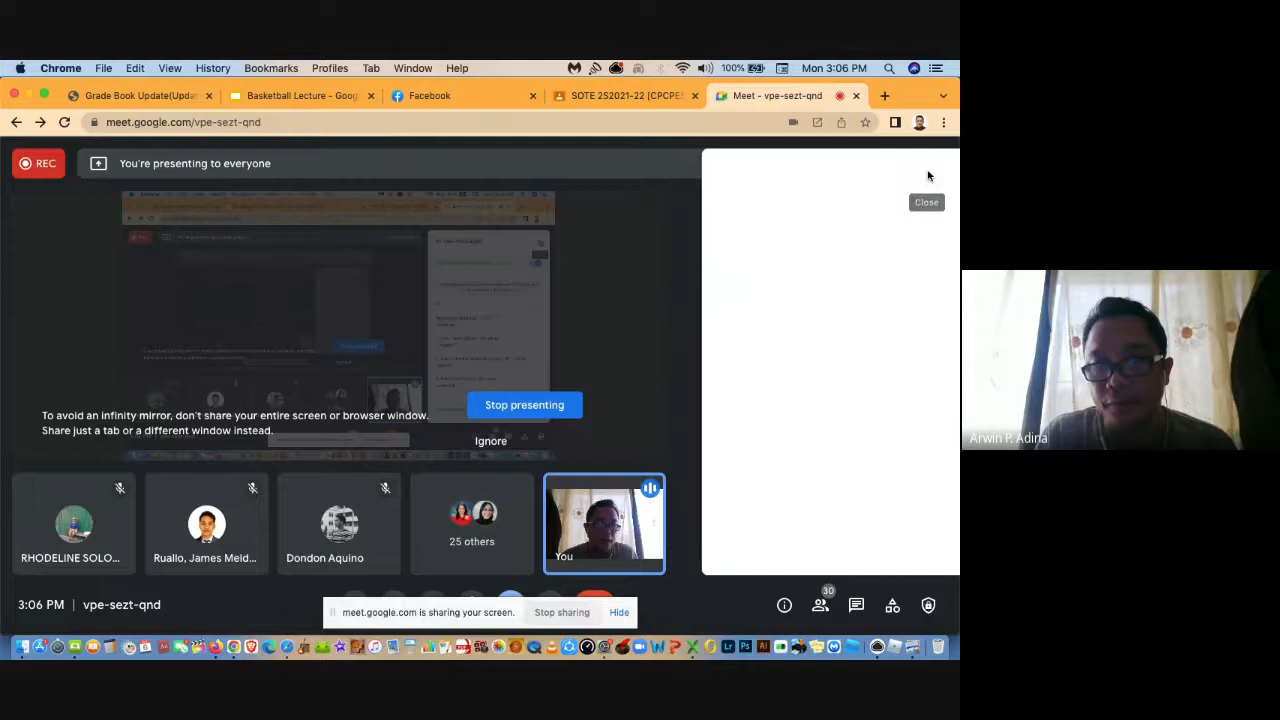 Chrome File Edit View History Bookmarks Profiles Tab Window Help 100% Mon 3:06 PM
Grade Book Update(Updat
Basketball Lecture - Goog
Facebook
SOTE 2S2021-22 [CPCPE!!
Meet - vpe-sezt-qnd
meet.google.com/vpe-sezt-qnd
REC
You're presenting to everyone
Close
To avoid an infinity mirror, don't share your entire screen or browser window.
Share just a tab or a different window instead.
Stop presenting
Ignore
RHODELINE SOLO...
Ruallo, James Meld...
Dondon Aquino
25 others
You
Arwin P. Adina
3:06 PM | vpe-sezt-qnd
meet.google.com is sharing your screen.
Stop sharing
Hide
30